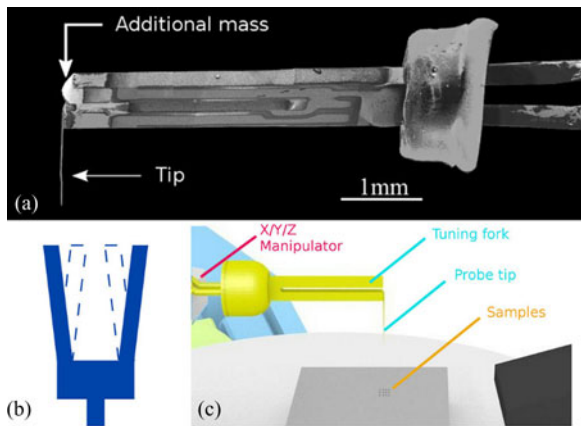 Additional mass
Tip
1mm
(a)
X/Y/Z
Manipulator
Tuning fork
Probe tip
Samples
(b)
(c)